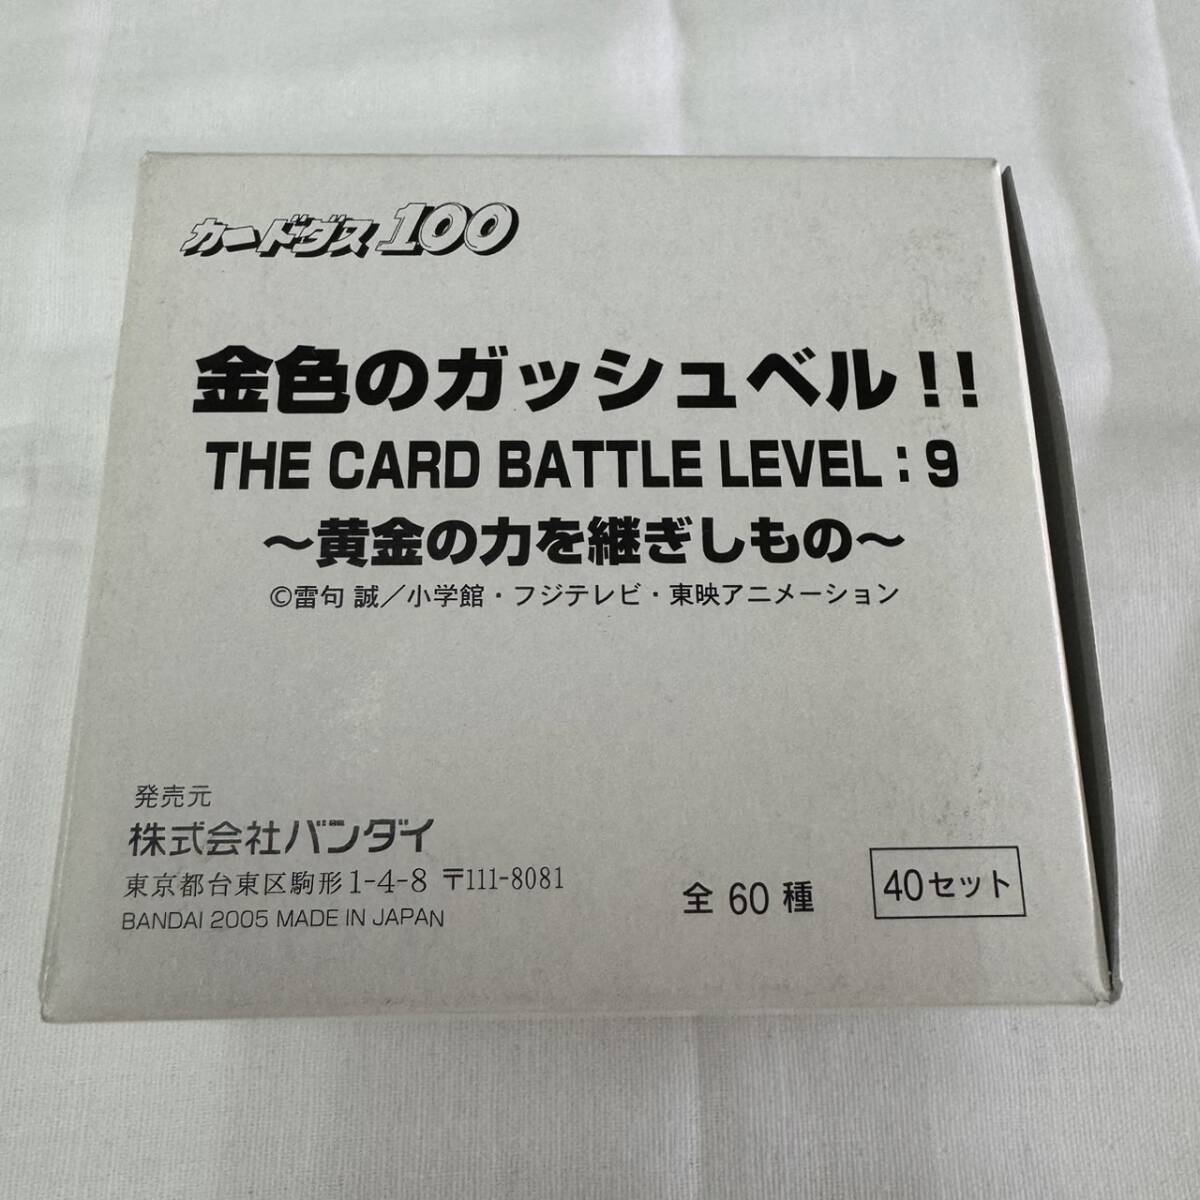 カードダス100
金色のガッシュベル!!
THE CARD BATTLE LEVEL:9
～黄金の力を継ぎしもの～
©雷句 誠／小学館・フジテレビ・東映アニメーション
発売元
株式会社バンダイ
東京都台東区駒形1-4-8 〒111-8081
BANDAI 2005 MADE IN JAPAN
全 60 種
40セット